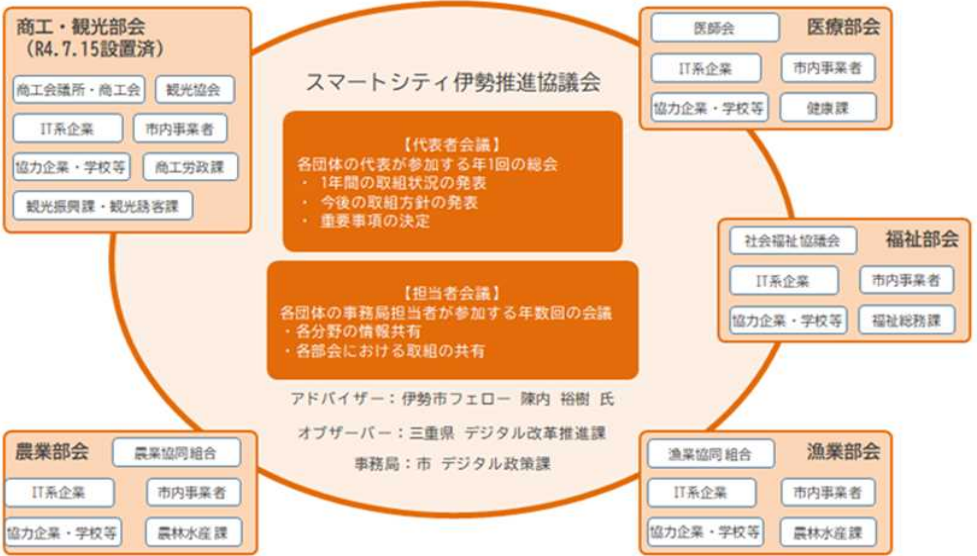 商工・観光部会
（R4.7.15設置済）
商工会議所・商工会
観光協会
IT系企業
市内事業者
協力企業・学校等
商工労政課
観光振興課・観光誘客課
スマートシティ伊勢推進協議会
【代表者会議】
各団体の代表が参加する年1回の総会
・ 1年間の取組状況の発表
・ 今後の取組方針の発表
・ 重要事項の決定
【担当者会議】
各団体の事務局担当者が参加する年数回の会議
・各分野の情報共有
・各部会における取組の共有
アドバイザー：伊勢市フェロー 陳内 裕樹 氏
オブザーバー：三重県 デジタル改革推進課
事務局：市 デジタル政策課
医師会
医療部会
IT系企業
市内事業者
協力企業・学校等
健康課
社会福祉協議会
福祉部会
IT系企業
市内事業者
協力企業・学校等
福祉総務課
農業部会
農業協同組合
IT系企業
市内事業者
協力企業・学校等
農林水産課
漁業協同組合
漁業部会
IT系企業
市内事業者
協力企業・学校等
農林水産課